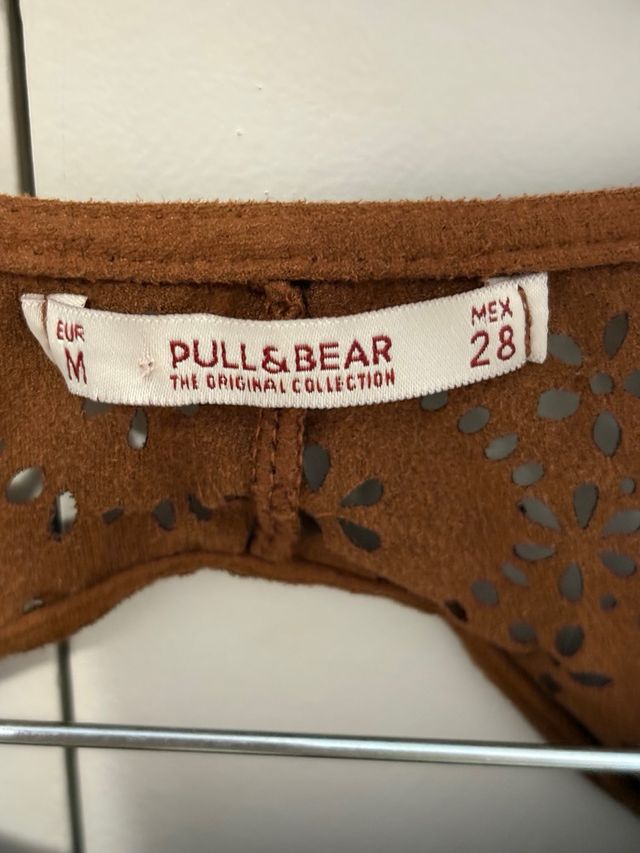 EUR
M
PULL&BEAR
THE ORIGINAL COLLECTION
MEX
28